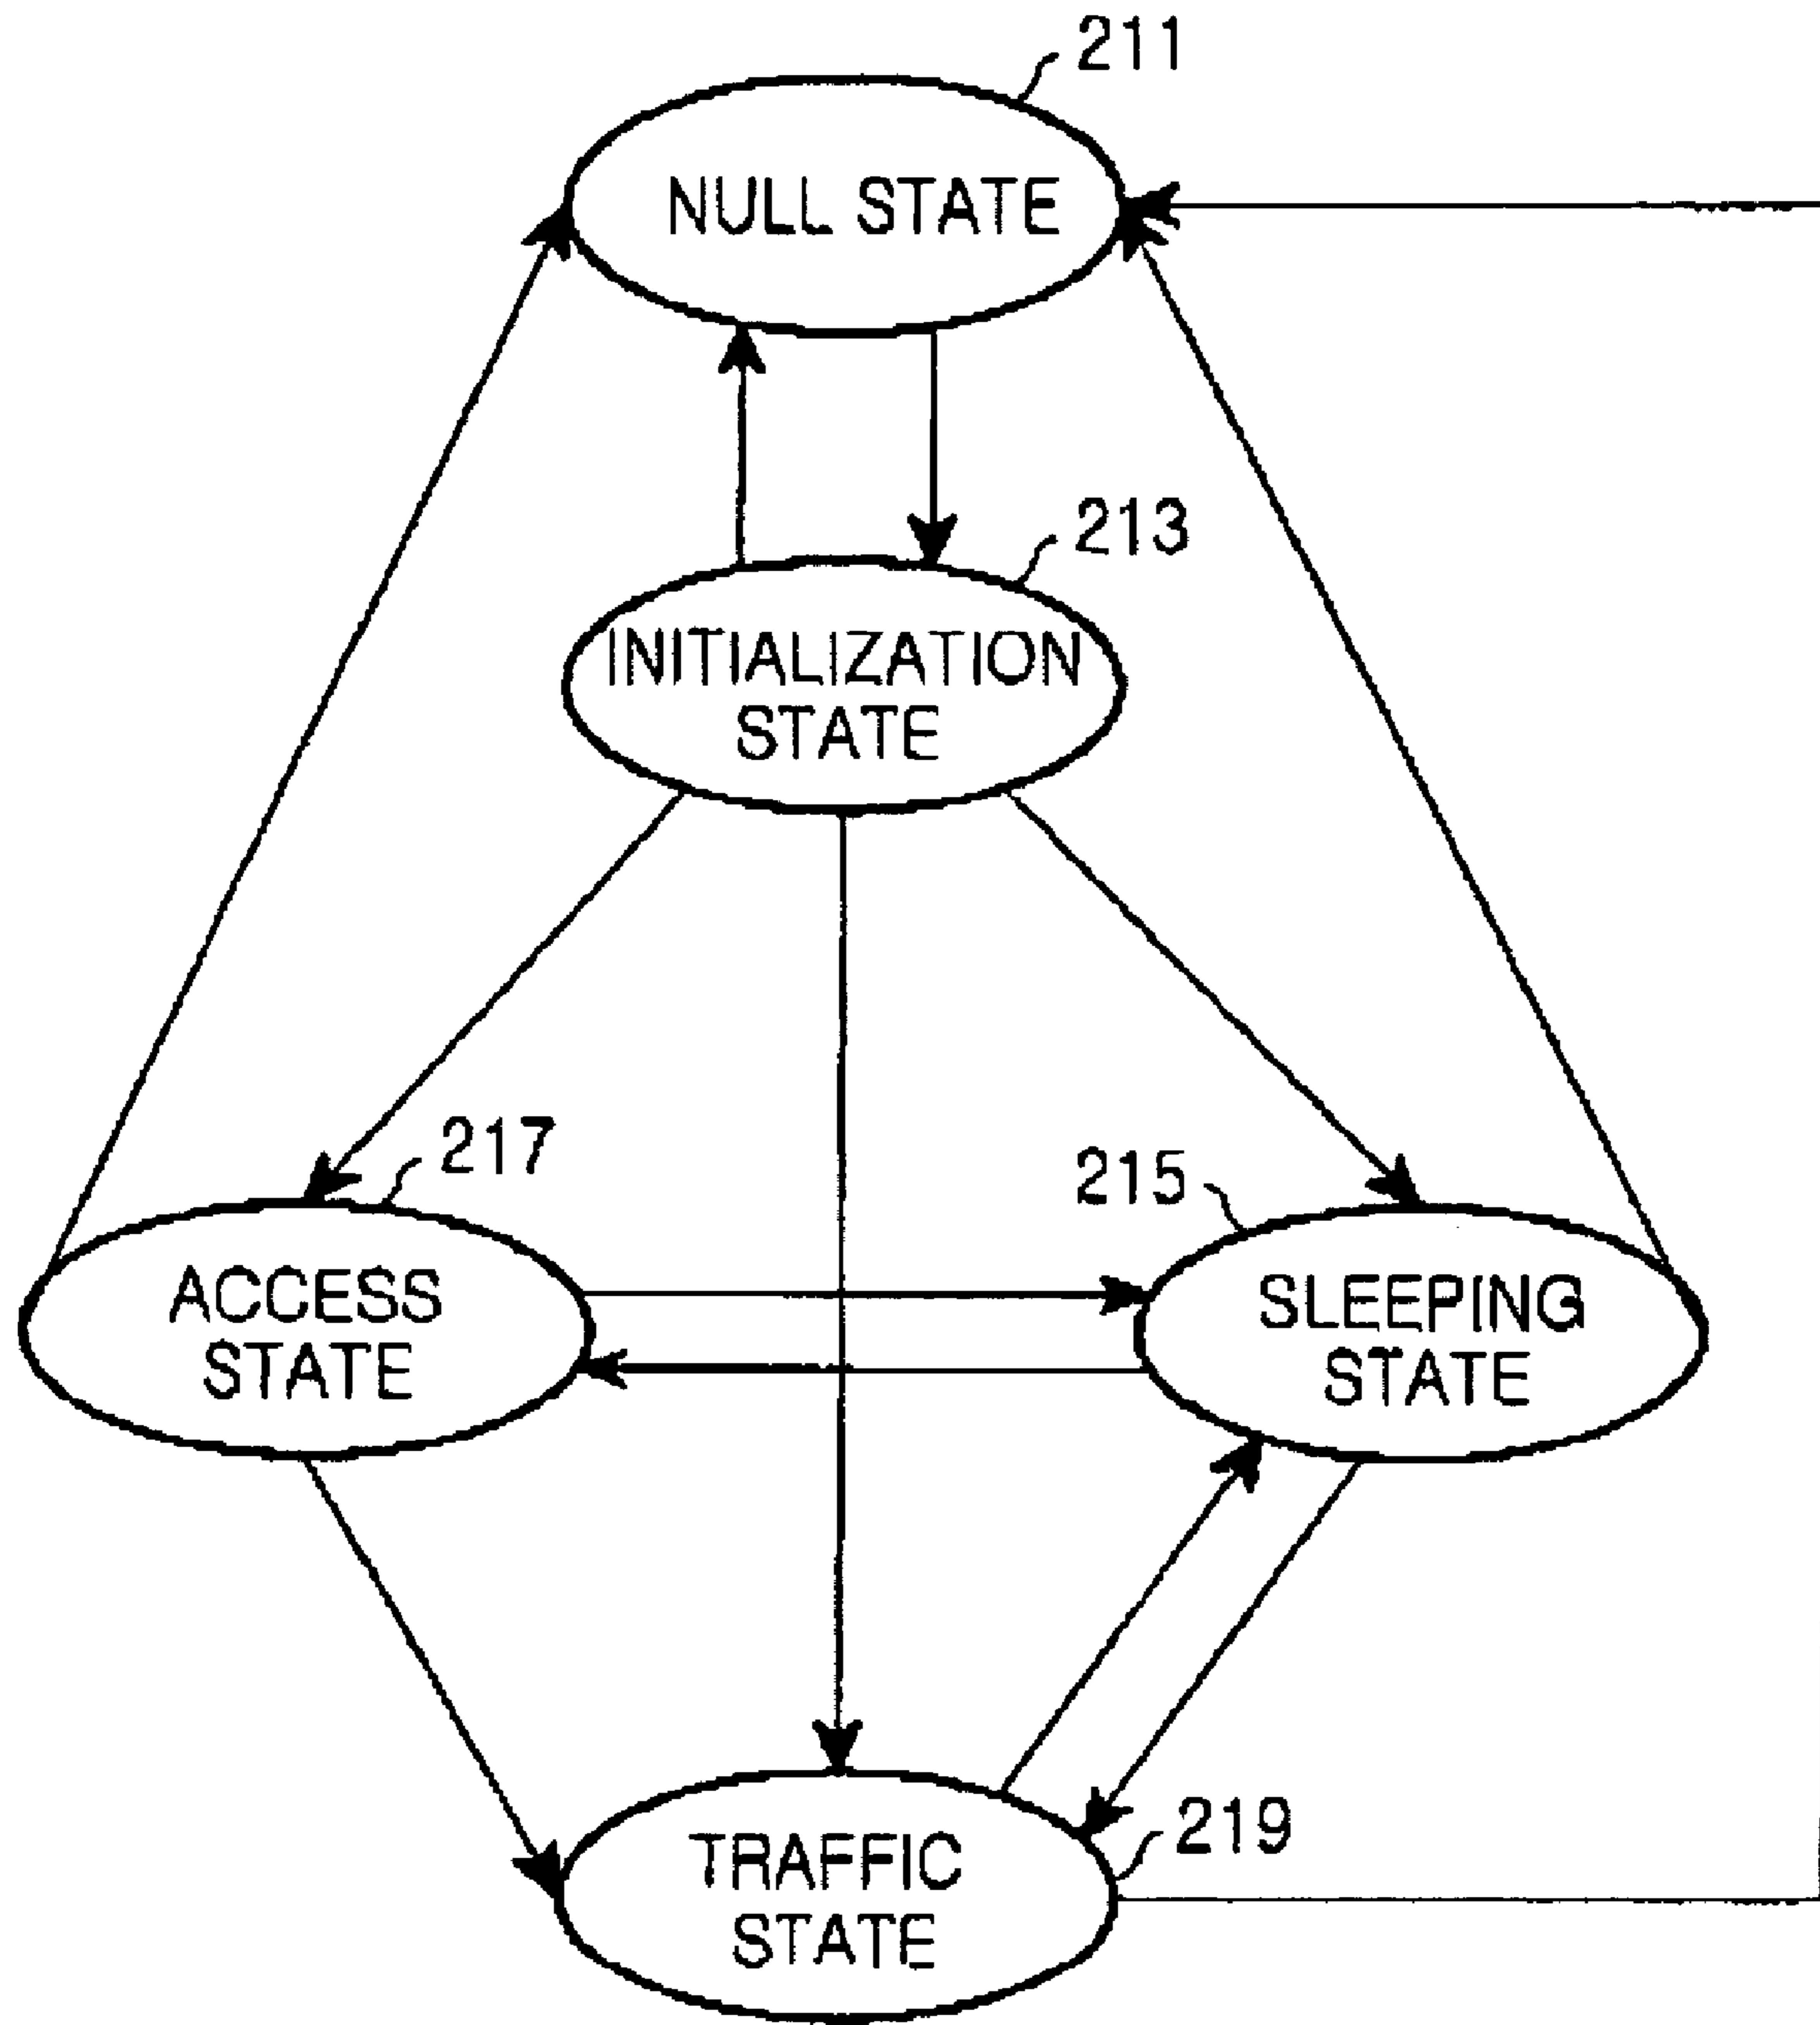 211
NULL STATE
213
INITIALIZATION
STATE
217
215
ACCESS
STATE
SLEEPING
STATE
219
TRAFFIC
STATE